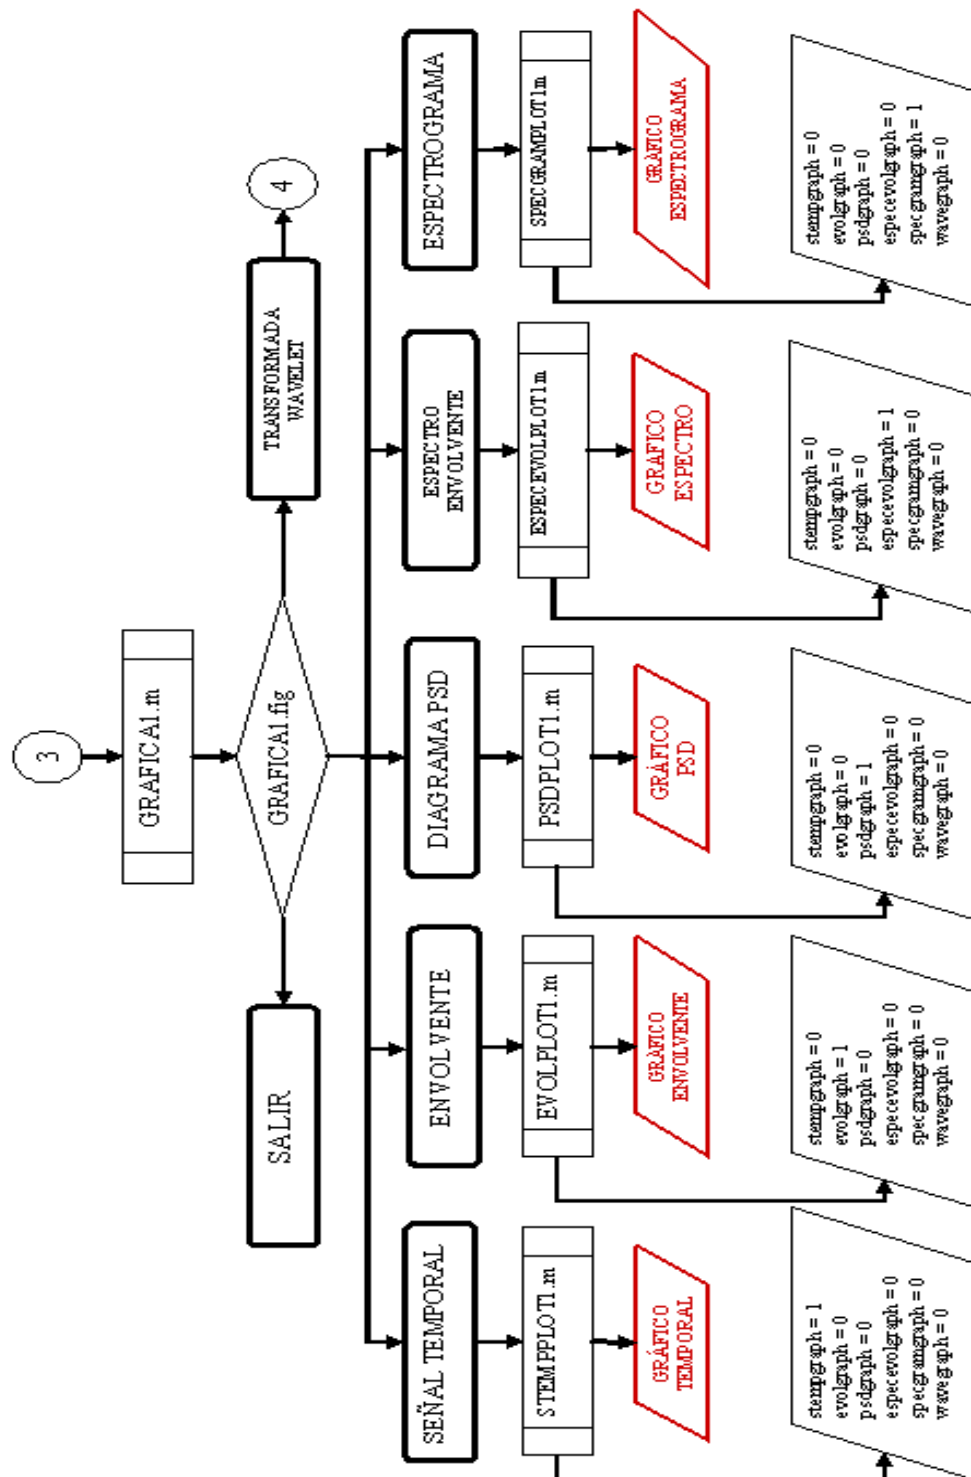 3
GRAFICA1.m
GRAFICA1.fig
SALIR
TRANSFORMADA
WAVELET
4
SEÑAL TEMPORAL
ENVOLVENTE
DIAGRAMA PSD
ESPECTRO
ENVOLVENTE
ESPECTROGRAMA
STEMPPLOT1.m
EVOLPLOT1.m
PSDPLOT1.m
ESPECEVOLPLOT1m
SPECGRAMPLOT1m
GRÁFICO
TEMPORAL
GRÁFICO
ENVOLVENTE
GRÁFICO
PSD
GRAFICO
ESPECTRO
GRÁFICO
ESPECTROGRAMA
stempgraph = 1
evolgraph = 0
psdgraph = 0
especevolgraph = 0
specgramgraph = 0
wavegraph = 0
stempgraph = 0
evolgraph = 1
psdgraph = 0
especevolgraph = 0
specgramgraph = 0
wavegraph = 0
stempgraph = 0
evolgraph = 0
psdgraph = 1
especevolgraph = 0
specgramgraph = 0
wavegraph = 0
stempgraph = 0
evolgraph = 0
psdgraph = 0
especevolgraph = 1
specgramgraph = 0
wavegraph = 0
stempgraph = 0
evolgraph = 0
psdgraph = 0
especevolgraph = 0
specgramgraph = 1
wavegraph = 0